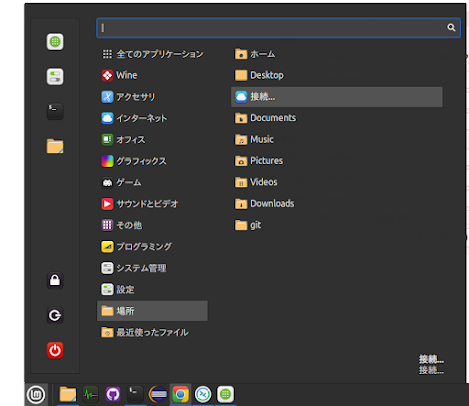 全てのアプリケーション
Wine
アクセサリ
インターネット
オフィス
グラフィックス
ゲーム
サウンドとビデオ
その他
プログラミング
システム管理
設定
場所
最近使ったファイル
ホーム
Desktop
接続...
Documents
Music
Pictures
Videos
Downloads
git
接続...
接続...